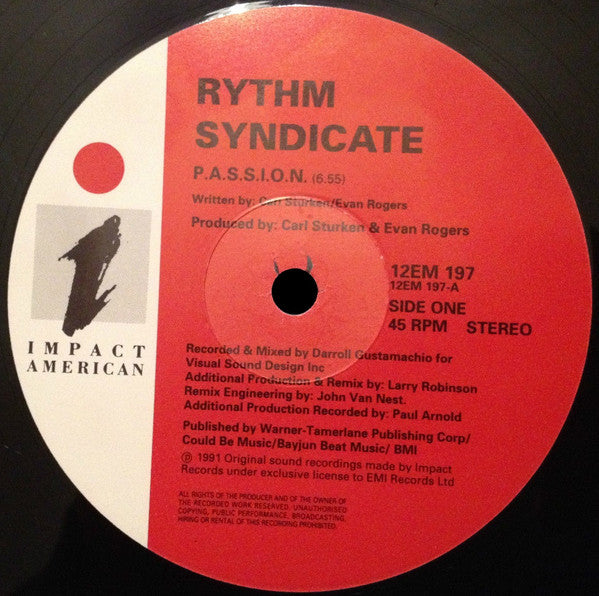 RYTHM
SYNDICATE
P.A.S.S.I.O.N. (6.55)
Written by: Carl Sturken/Evan Rogers
Produced by: Carl Sturken & Evan Rogers
12EM 197
12EM 197-A
SIDE ONE
45 RPM STEREO
i
IMPACT
AMERICAN
Recorded & Mixed by Darroll Gustamachio for
Visual Sound Design Inc
Additional Production & Remix by: Larry Robinson
Remix Engineering by: John Van Nest.
Additional Production Recorded by: Paul Arnold
Published by Warner-Tamerlane Publishing Corp/
Could Be Music/Bayjun Beat Music/ BMI
℗ 1991 Original sound recordings made by Impact
Records under exclusive license to EMI Records Ltd
ALL RIGHTS OF THE PRODUCER AND OF THE OWNER OF
THE RECORDED WORK RESERVED. UNAUTHORISED
COPYING, PUBLIC PERFORMANCE, BROADCASTING,
HIRING OR RENTAL OF THIS RECORDING PROHIBITED.